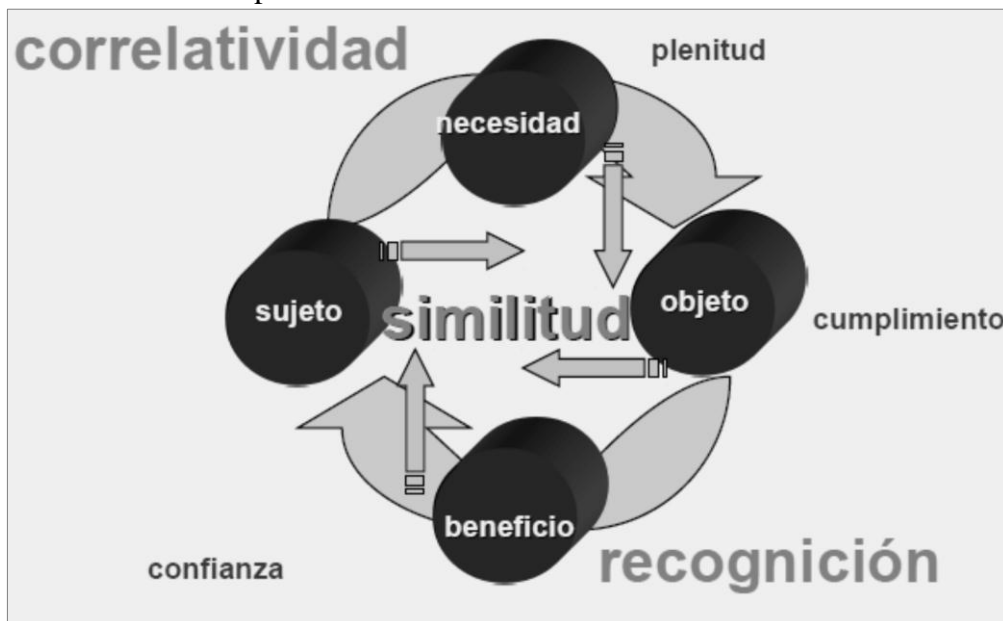 correlatividad
plenitud
necesidad
sujeto
similitud
objeto
cumplimiento
beneficio
confianza
recognición